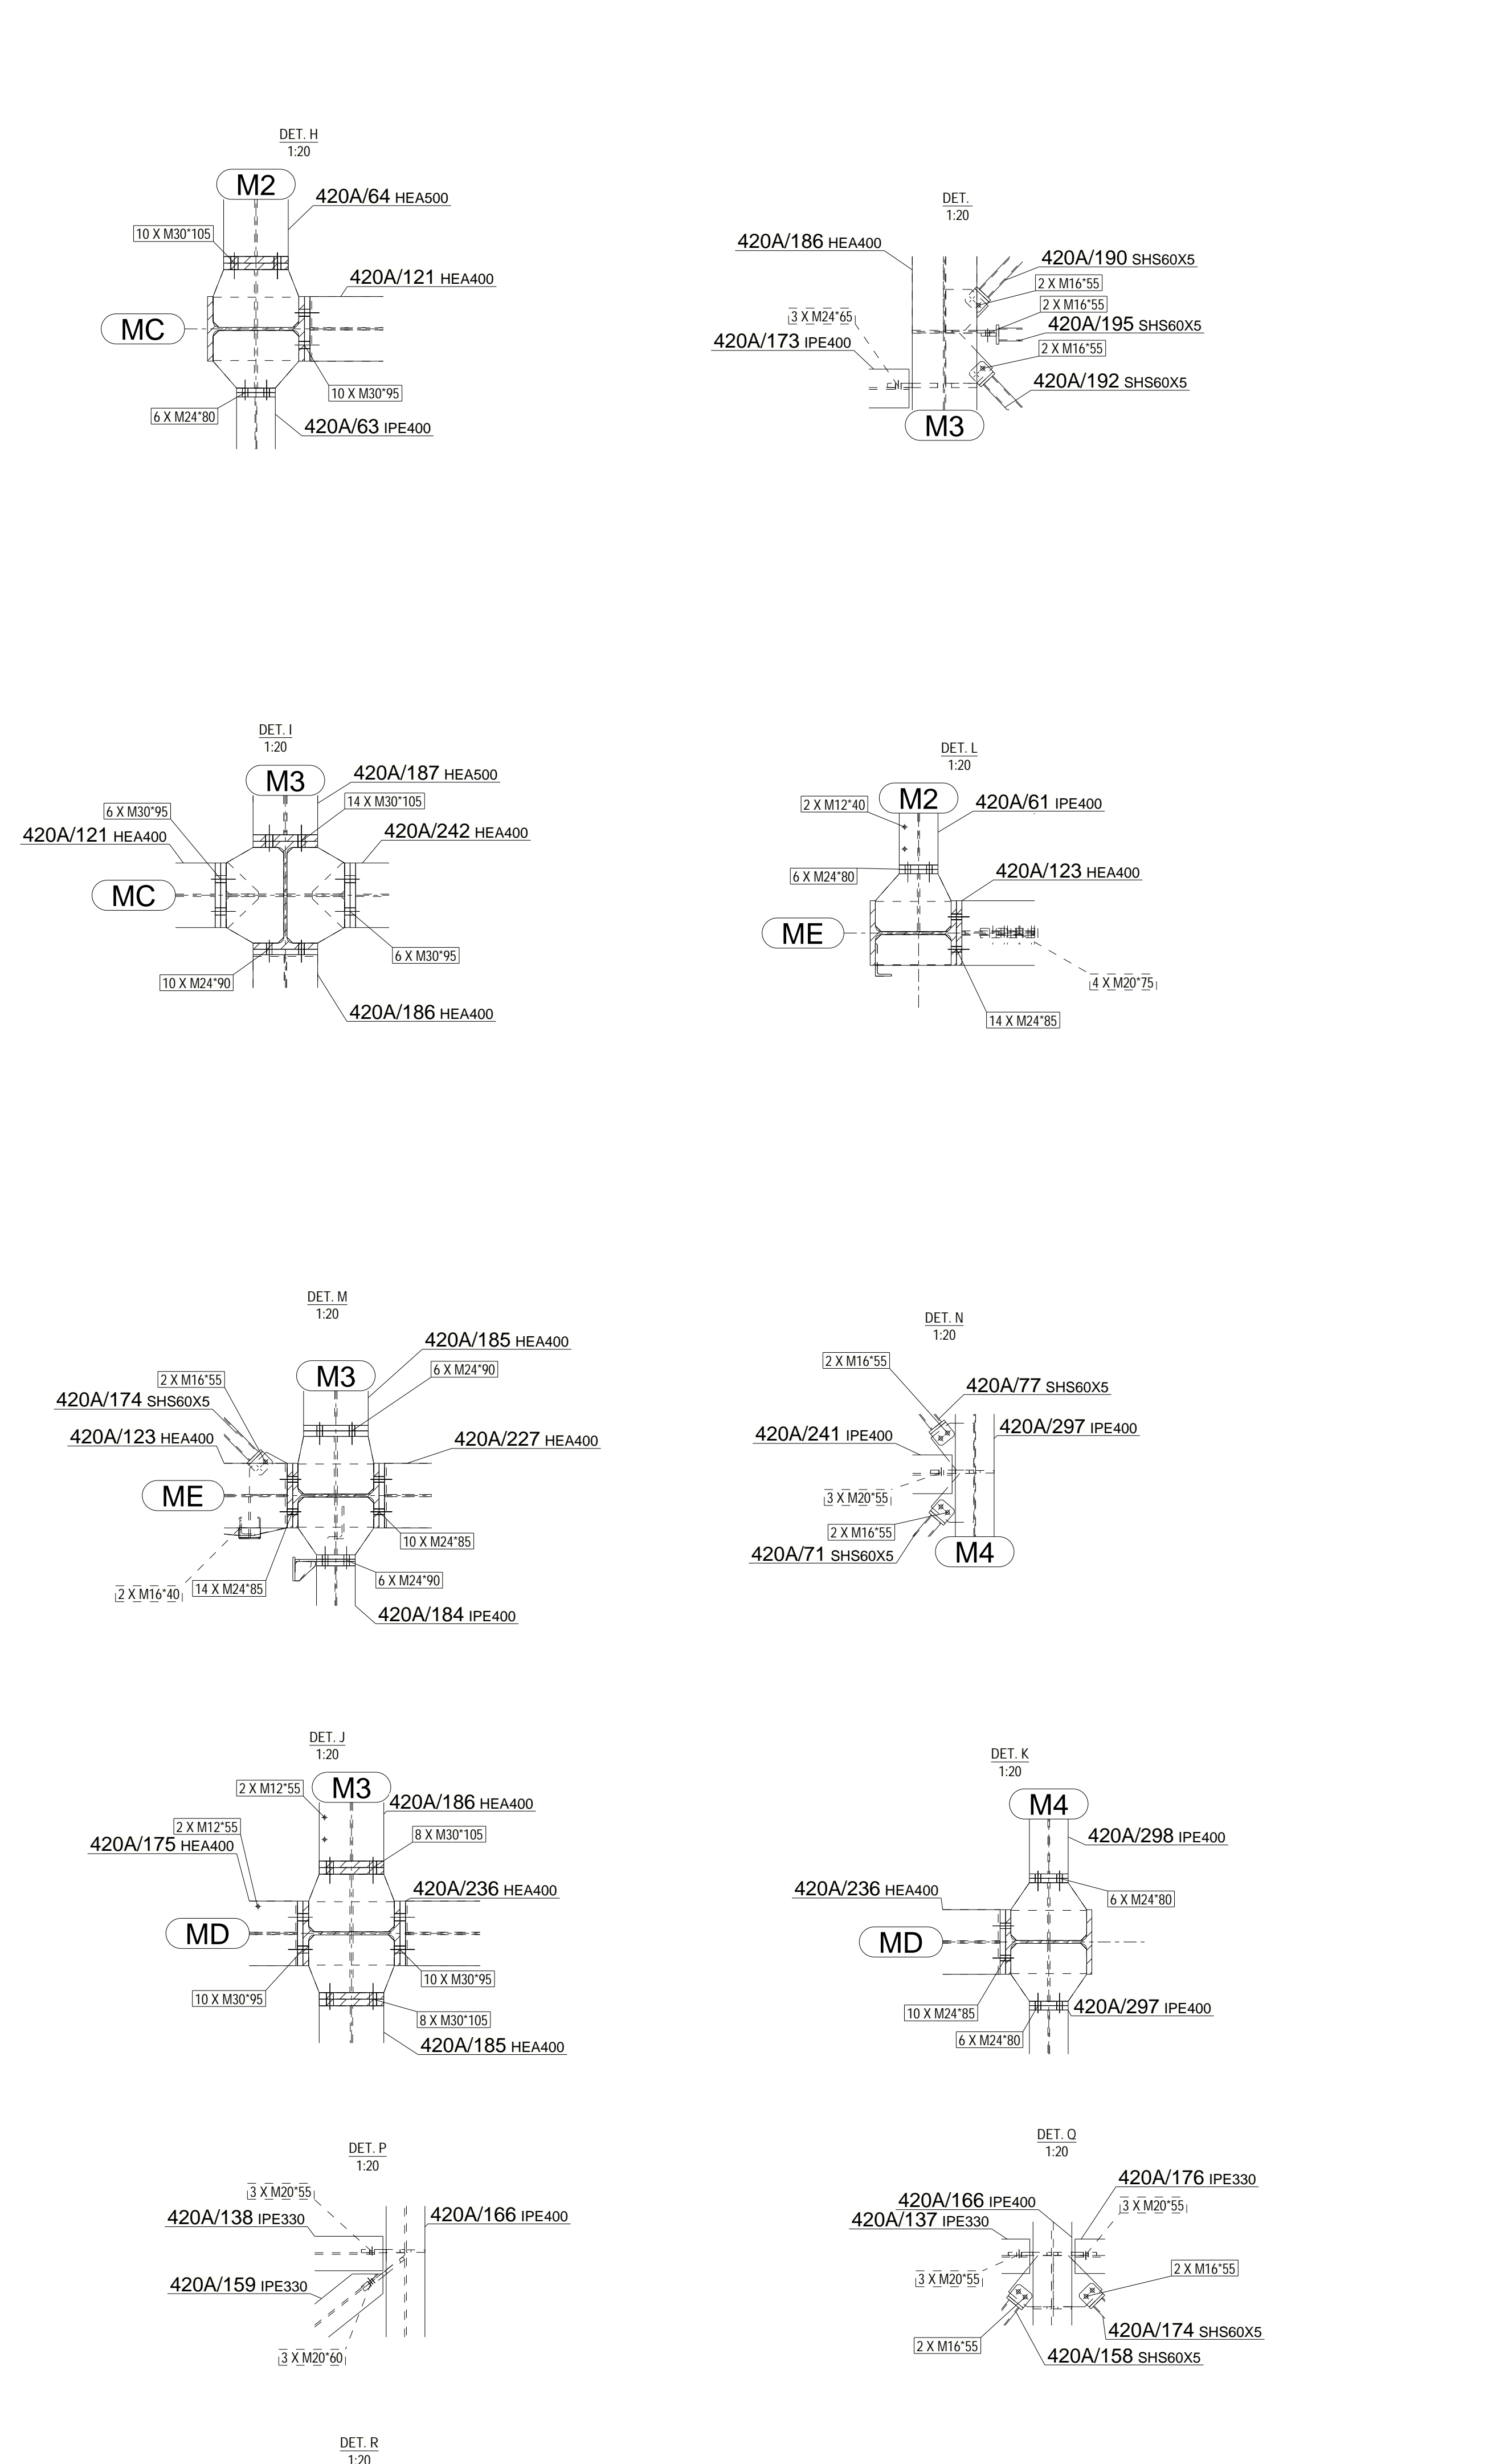 DET. H
1:20
M2
420A/64 HEA500
10 X M30*105
420A/121 HEA400
MC
10 X M30*95
6 X M24*80
420A/63 IPE400
DET.
1:20
420A/186 HEA400
420A/190 SHS60X5
2 X M16*55
2 X M16*55
3 X M24*65
420A/195 SHS60X5
420A/173 IPE400
2 X M16*55
420A/192 SHS60X5
M3
DET. I
1:20
M3
420A/187 HEA500
6 X M30*95
14 X M30*105
420A/121 HEA400
420A/242 HEA400
MC
6 X M30*95
10 X M24*90
420A/186 HEA400
DET. L
1:20
2 X M12*40
M2
420A/61 IPE400
6 X M24*80
420A/123 HEA400
ME
4 X M20*75
14 X M24*85
DET. M
1:20
420A/185 HEA400
2 X M16*55
M3
6 X M24*90
420A/174 SHS60X5
420A/123 HEA400
420A/227 HEA400
ME
10 X M24*85
6 X M24*90
2 X M16*40
14 X M24*85
420A/184 IPE400
DET. N
1:20
2 X M16*55
420A/77 SHS60X5
420A/241 IPE400
420A/297 IPE400
3 X M20*55
2 X M16*55
420A/71 SHS60X5
M4
DET. J
1:20
2 X M12*55
M3
420A/186 HEA400
2 X M12*55
8 X M30*105
420A/175 HEA400
420A/236 HEA400
MD
10 X M30*95
10 X M30*95
8 X M30*105
420A/185 HEA400
DET. K
1:20
M4
420A/298 IPE400
420A/236 HEA400
6 X M24*80
MD
10 X M24*85
420A/297 IPE400
6 X M24*80
DET. P
1:20
3 X M20*55
420A/138 IPE330
420A/166 IPE400
420A/159 IPE330
3 X M20*60
DET. Q
1:20
420A/176 IPE330
420A/166 IPE400
3 X M20*55
420A/137 IPE330
2 X M16*55
3 X M20*55
420A/174 SHS60X5
2 X M16*55
420A/158 SHS60X5
DET. R
1:20